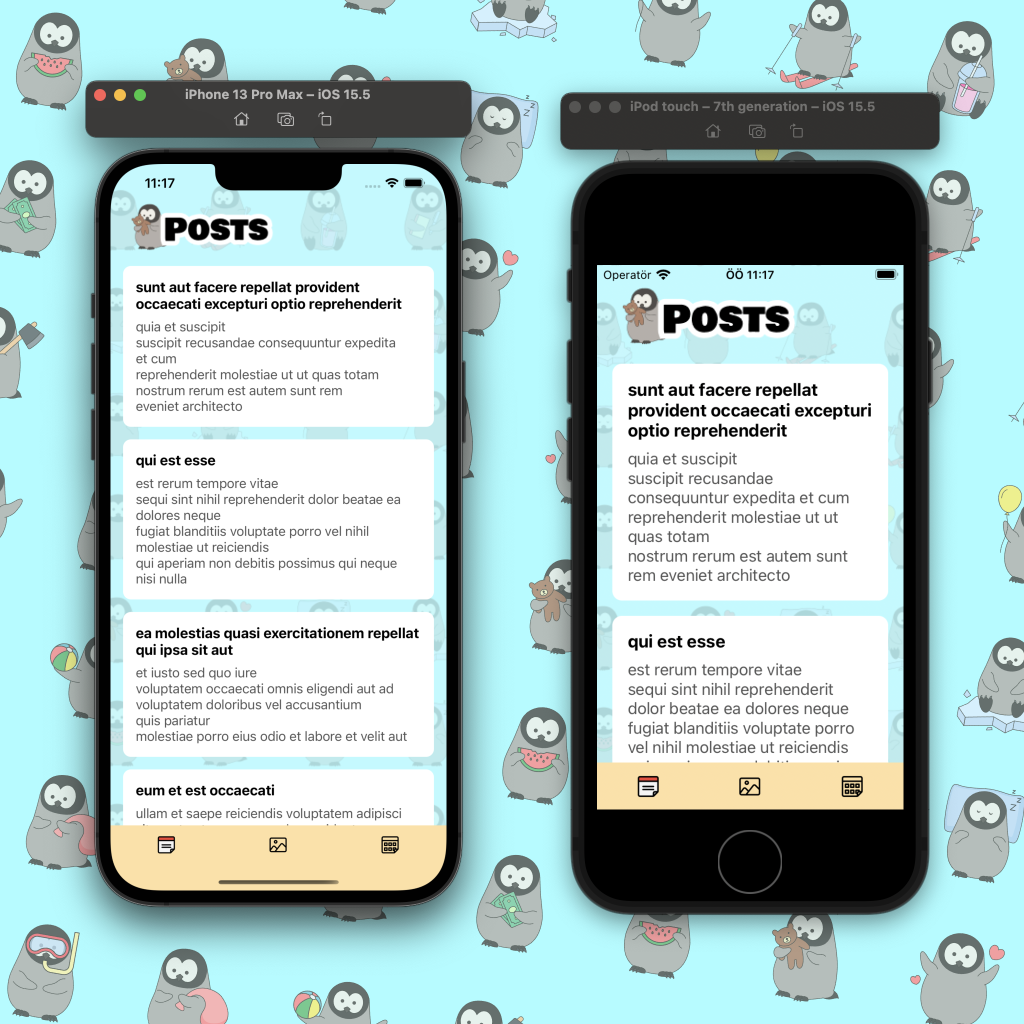 iPhone 13 Pro Max – iOS 15.5
11:17
Posts
sunt aut facere repellat provident
occaecati excepturi optio reprehenderit
quia et suscipit
suscipit recusandae consequuntur expedita
et cum
reprehenderit molestiae ut ut quas totam
nostrum rerum est autem sunt rem
eveniet architecto
qui est esse
est rerum tempore vitae
sequi sint nihil reprehenderit dolor beatae ea
dolores neque
fugiat blanditiis voluptate porro vel nihil
molestiae ut reiciendis
qui aperiam non debitis possimus qui neque
nisi nulla
ea molestias quasi exercitationem repellat
qui ipsa sit aut
et iusto sed quo iure
voluptatem occaecati omnis eligendi aut ad
voluptatem doloribus vel accusantium
quis pariatur
molestiae porro eius odio et labore et velit aut
eum et est occaecati
ullam et saepe reiciendis voluptatem adipisci
iPod touch – 7th generation – iOS 15.5
Operatör ÖÖ 11:17
Posts
sunt aut facere repellat
provident occaecati excepturi
optio reprehenderit
quia et suscipit
suscipit recusandae
consequuntur expedita et cum
reprehenderit molestiae ut ut
quas totam
nostrum rerum est autem sunt
rem eveniet architecto
qui est esse
est rerum tempore vitae
sequi sint nihil reprehenderit
dolor beatae ea dolores neque
fugiat blanditiis voluptate porro
vel nihil molestiae ut reiciendis